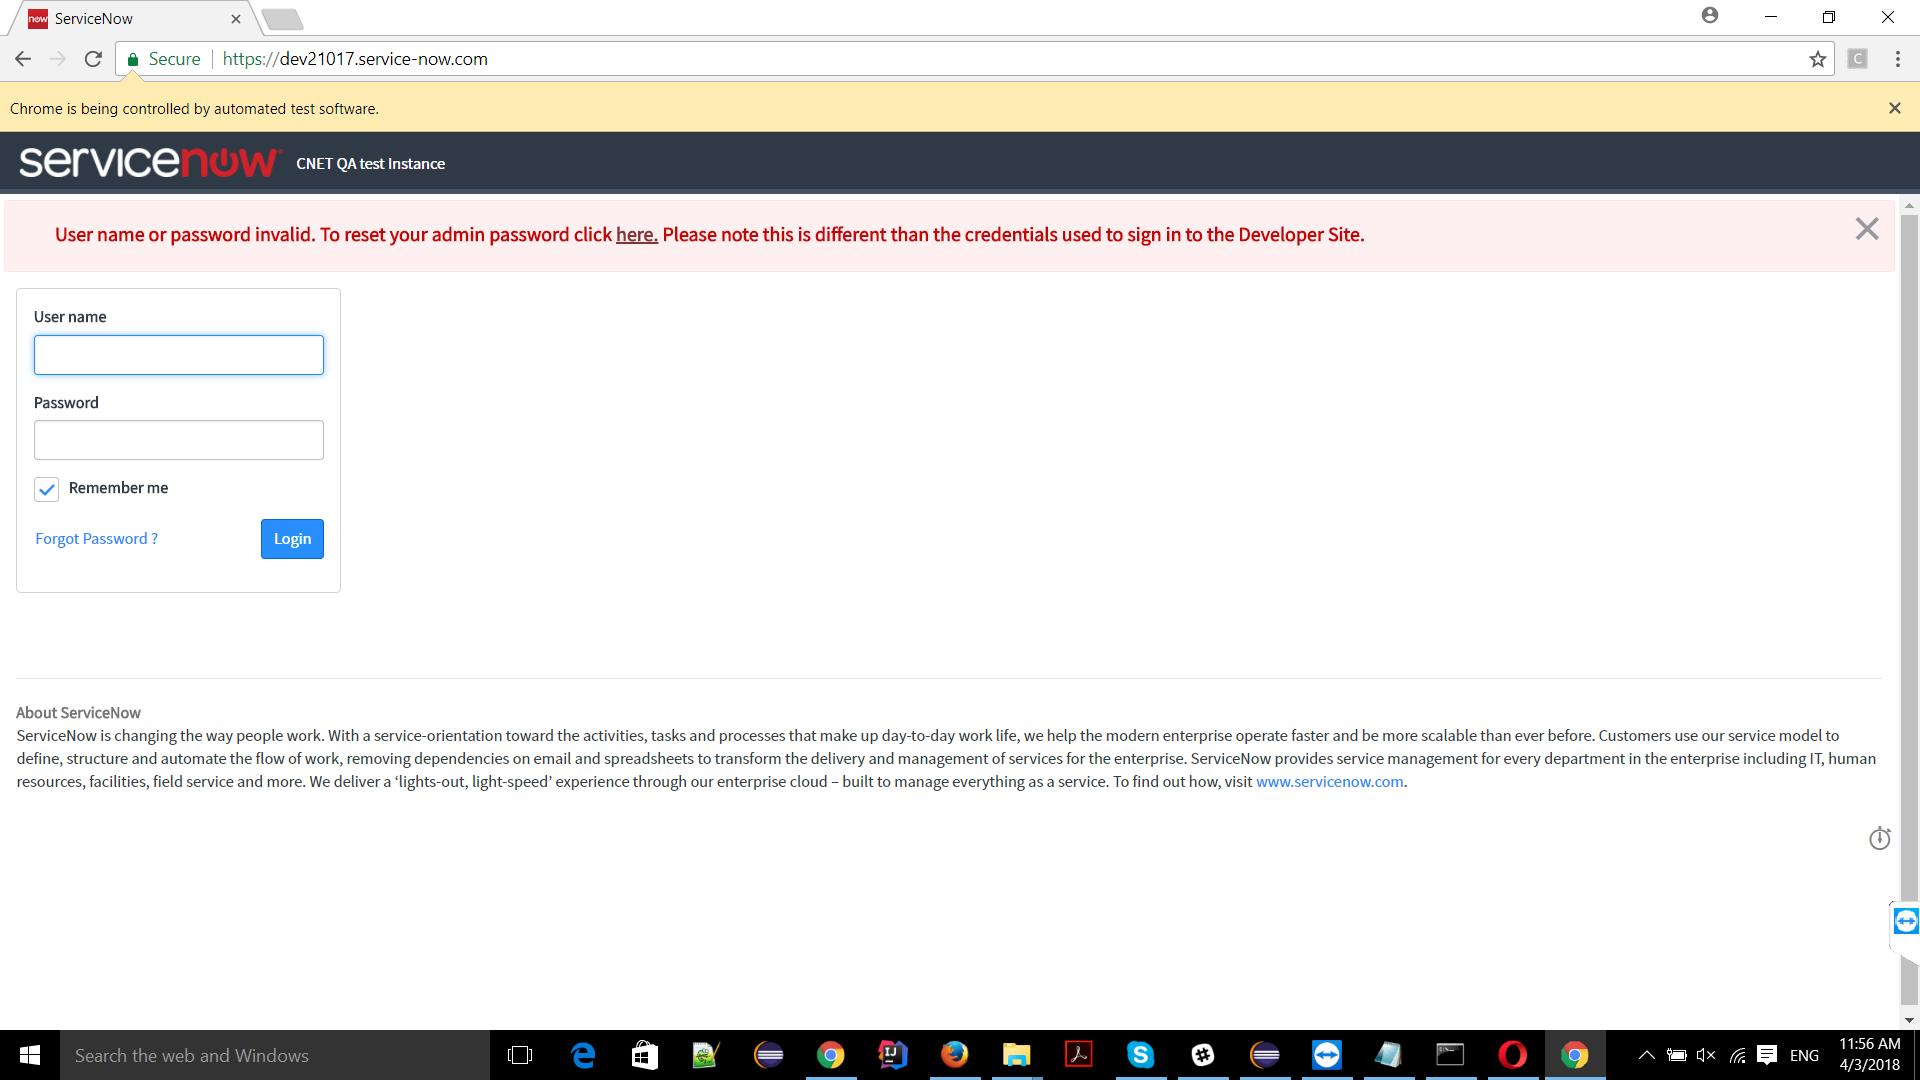 now ServiceNow
Secure https://dev21017.service-now.com
C
Chrome is being controlled by automated test software.
servicenow CNET QA test Instance
User name or password invalid. To reset your admin password click here. Please note this is different than the credentials used to sign in to the Developer Site.
User name
Password
Remember me
Forgot Password ?
Login
About ServiceNow
ServiceNow is changing the way people work. With a service-orientation toward the activities, tasks and processes that make up day-to-day work life, we help the modern enterprise operate faster and be more scalable than ever before. Customers use our service model to
define, structure and automate the flow of work, removing dependencies on email and spreadsheets to transform the delivery and management of services for the enterprise. ServiceNow provides service management for every department in the enterprise including IT, human
resources, facilities, field service and more. We deliver a ‘lights-out, light-speed’ experience through our enterprise cloud – built to manage everything as a service. To find out how, visit www.servicenow.com.
Search the web and Windows
IJ
ENG
11:56 AM
4/3/2018